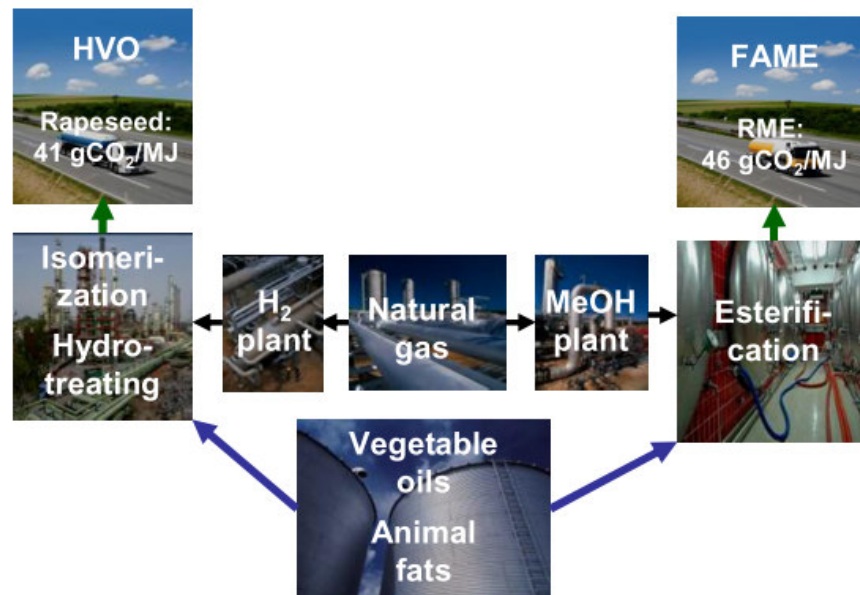 HVO
Rapeseed:
41 gCO₂/MJ
FAME
RME:
46 gCO₂/MJ
Isomeri-
zation
Hydro-
treating
H₂
plant
Natural
gas
MeOH
plant
Esterifi-
cation
Vegetable
oils
Animal
fats